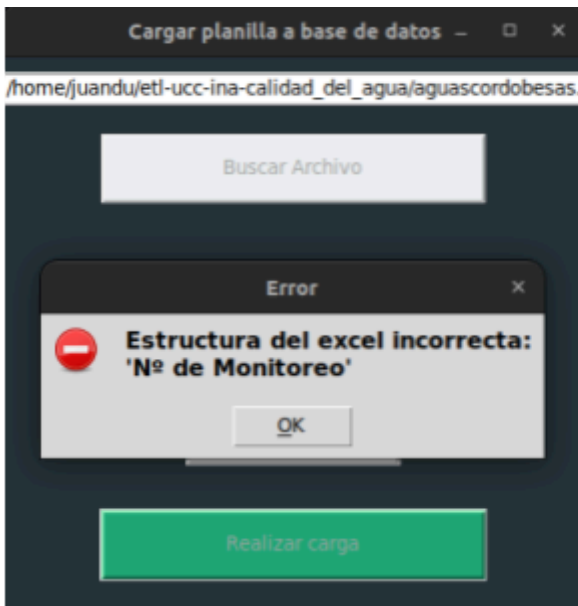 Cargar planilla a base de datos
/home/juandu/etl-ucc-ina-calidad_del_agua/aguascordobesas.
Buscar Archivo
Error
Estructura del excel incorrecta:
'Nº de Monitoreo'
OK
Realizar carga